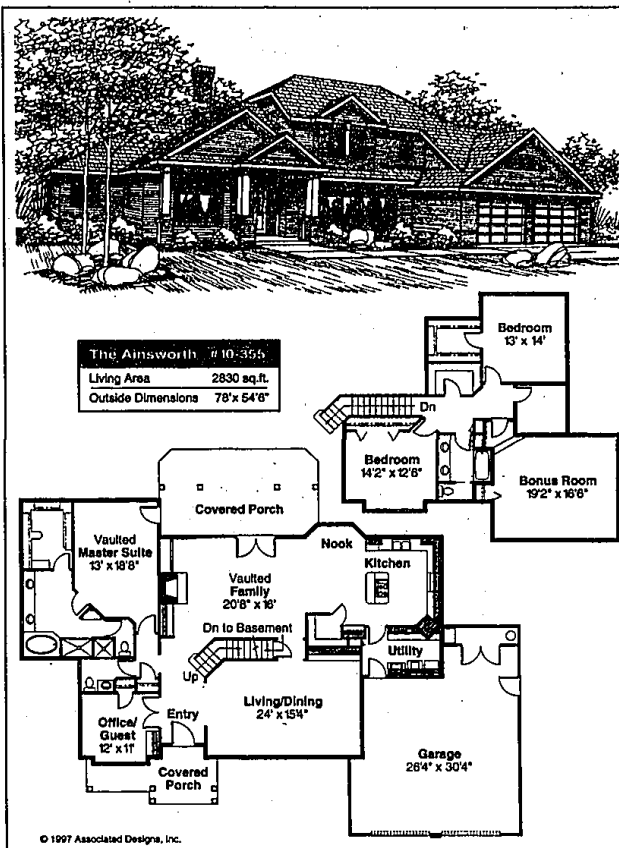 The Ainsworth #10-355
Living Area 2830 sq.ft.
Outside Dimensions 78' x 54'6"
Bedroom
13' x 14'
Dn
Bedroom
14'2" x 12'6"
Bonus Room
19'2" x 16'6"
Covered Porch
Vaulted
Master Suite
13' x 18'8"
Nook
Kitchen
Vaulted
Family
20'8" x 16'
Dn to Basement
Utility
Up
Living/Dining
24' x 15'4"
Office/
Guest
12' x 11'
Entry
Garage
26'4" x 30'4"
Covered
Porch
© 1997 Associated Designs, Inc.